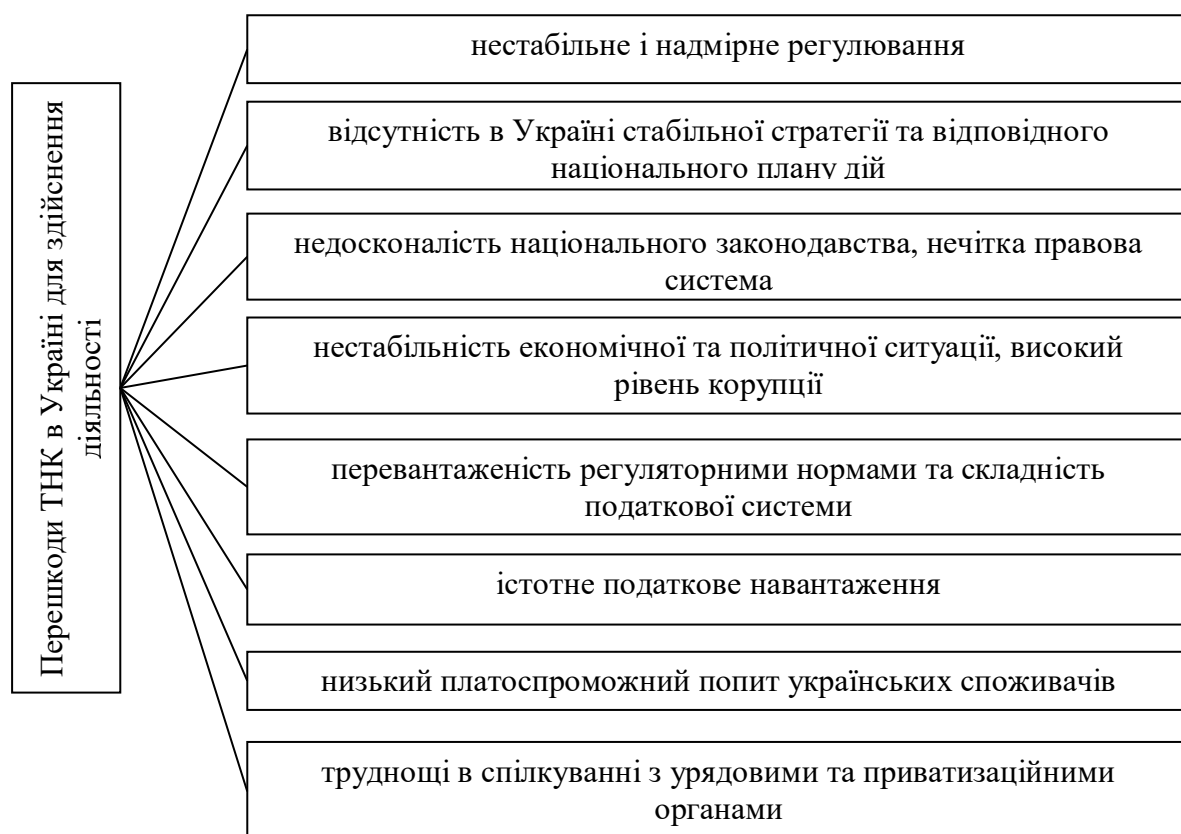 Перешкоди ТНК в Україні для здійснення
діяльності
нестабільне і надмірне регулювання
відсутність в Україні стабільної стратегії та відповідного
національного плану дій
недосконалість національного законодавства, нечітка правова
система
нестабільність економічної та політичної ситуації, високий
рівень корупції
перевантаженість регуляторними нормами та складність
податкової системи
істотне податкове навантаження
низький платоспроможний попит українських споживачів
труднощі в спілкуванні з урядовими та приватизаційними
органами